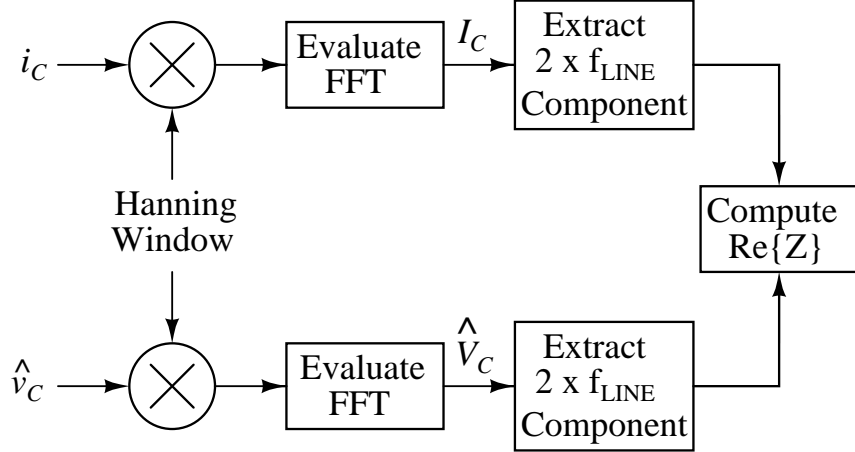 i_C
Evaluate
FFT
I_C
Extract
2 x f_LINE
Component
Hanning
Window
Compute
Re{Z}
v̂_C
Evaluate
FFT
V̂_C
Extract
2 x f_LINE
Component